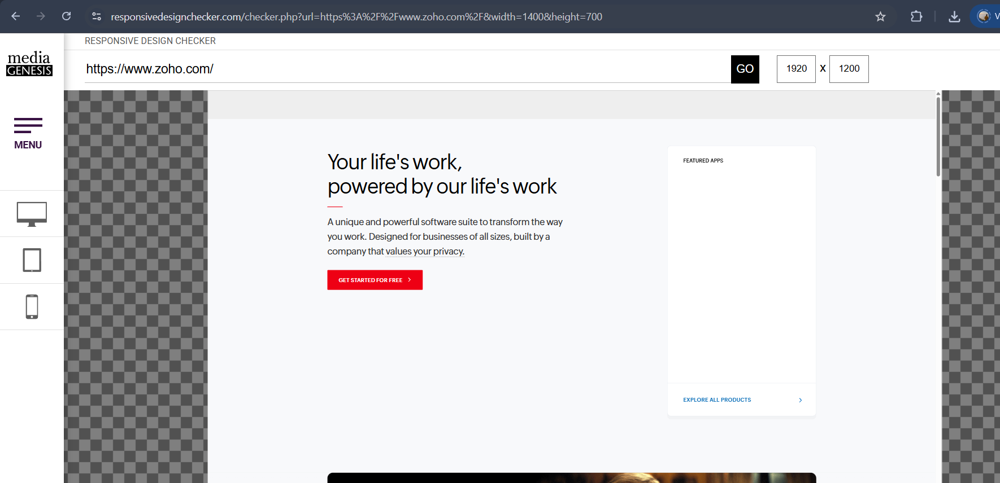 responsivedesignchecker.com/checker.php?url=https%3A%2F%2Fwww.zoho.com%2F&width=1400&height=700
V
media
GENESIS
RESPONSIVE DESIGN CHECKER
https://www.zoho.com/
GO
1920 X 1200
MENU
Your life's work,
powered by our life's work
A unique and powerful software suite to transform the way
you work. Designed for businesses of all sizes, built by a
company that values your privacy.
GET STARTED FOR FREE
FEATURED APPS
EXPLORE ALL PRODUCTS